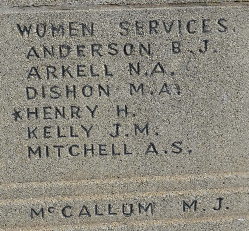 WOMEN SERVICES.
ANDERSON B.J.
ARKELL N.A.
DISHON M.A.
*HENRY H.
KELLY J.M.
MITCHELL A.S.
McCALLUM M.J.